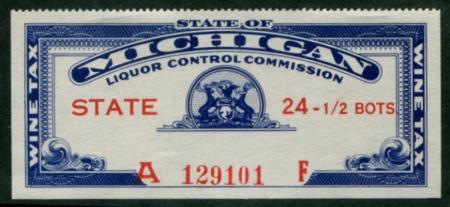 STATE OF
MICHIGAN
LIQUOR CONTROL COMMISSION
STATE 24 - 1/2 BOTS
WINE TAX
WINE TAX
A 129101 F